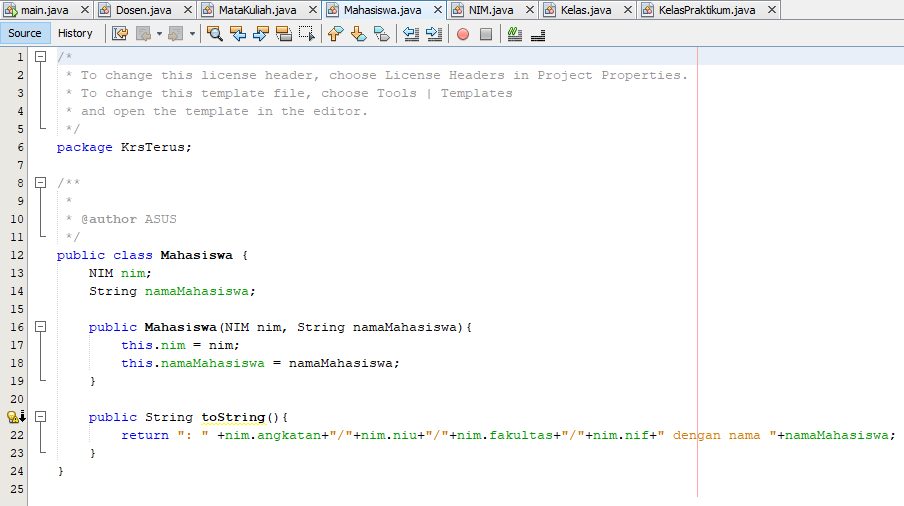 main.java Dosen.java MataKuliah.java Mahasiswa.java NIM.java Kelas.java KelasPraktikum.java
Source History
1 /*
2  * To change this license header, choose License Headers in Project Properties.
3  * To change this template file, choose Tools | Templates
4  * and open the template in the editor.
5  */
6 package KrsTerus;
7
8 /**
9  *
10  * @author ASUS
11  */
12 public class Mahasiswa {
13     NIM nim;
14     String namaMahasiswa;
15
16     public Mahasiswa(NIM nim, String namaMahasiswa){
17         this.nim = nim;
18         this.namaMahasiswa = namaMahasiswa;
19     }
20
    public String toString(){
22         return ": " +nim.angkatan+"/"+nim.niu+"/"+nim.fakultas+"/"+nim.nif+" dengan nama "+namaMahasiswa;
23     }
24 }
25